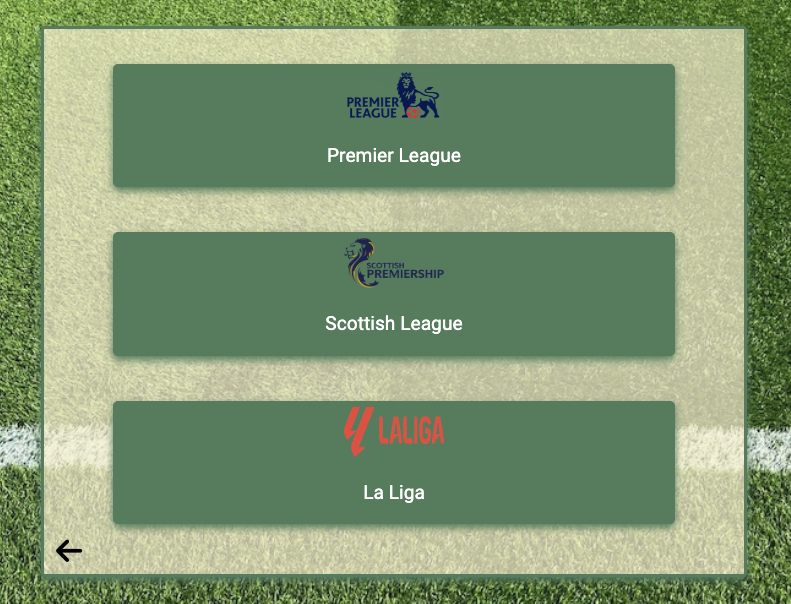 PREMIER
LEAGUE
Premier League
SCOTTISH
PREMIERSHIP
Scottish League
LALIGA
La Liga